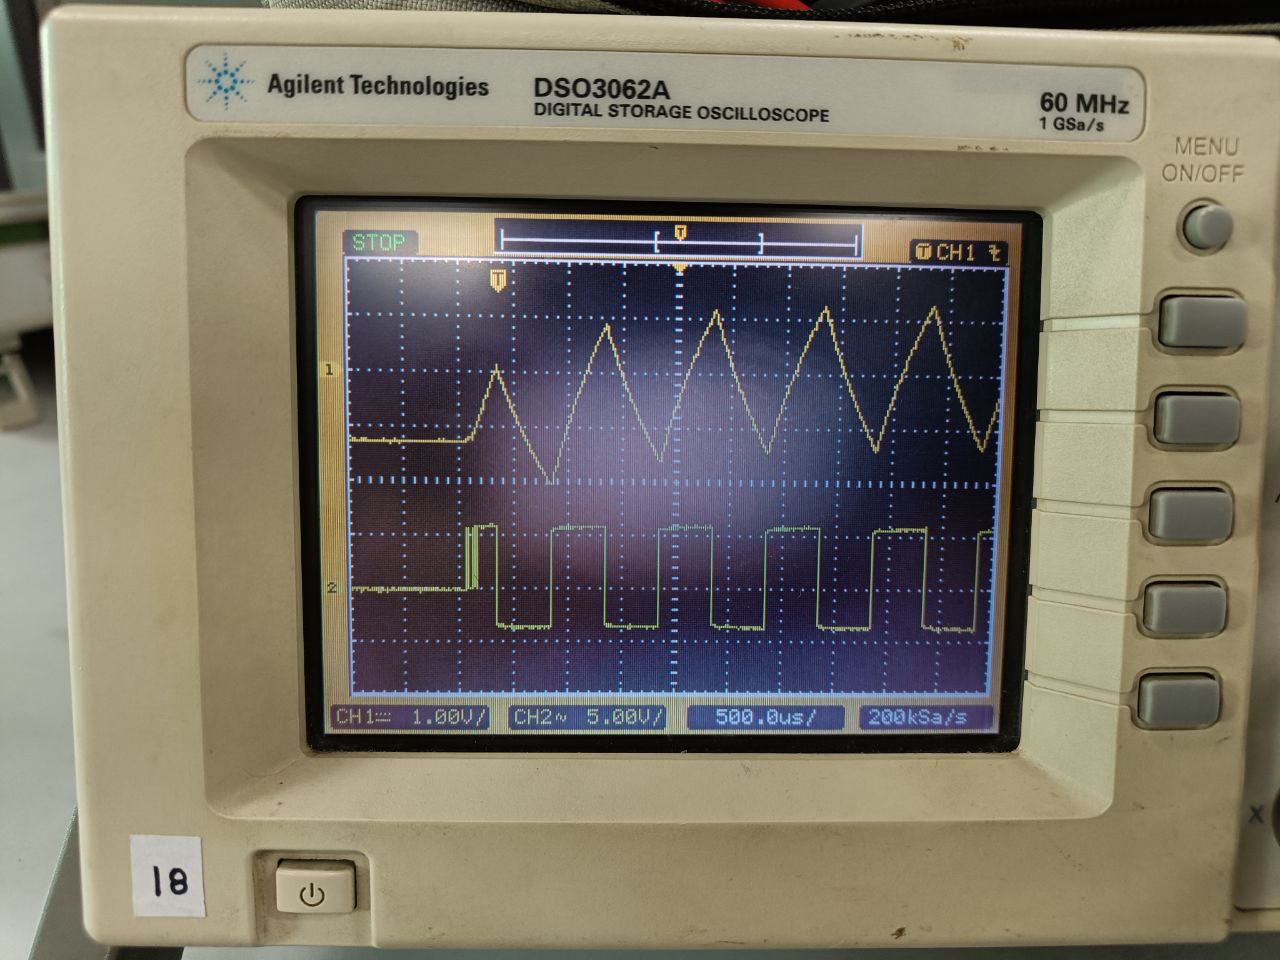 Agilent Technologies
DSO3062A
DIGITAL STORAGE OSCILLOSCOPE
60 MHz
1 GSa/s
MENU
ON/OFF
STOP
T
T CH1
T
1
2
CH1 1.00V/
CH2~ 5.00V/
500.0us/
200kSa/s
X
18